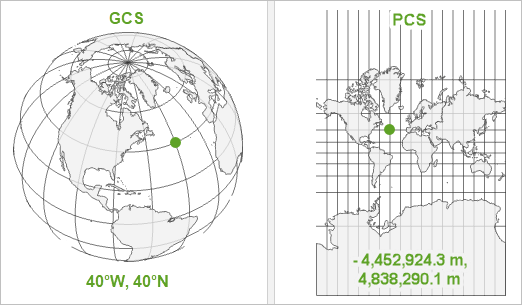 GCS
40°W, 40°N
PCS
- 4,452,924.3 m,
4,838,290.1 m